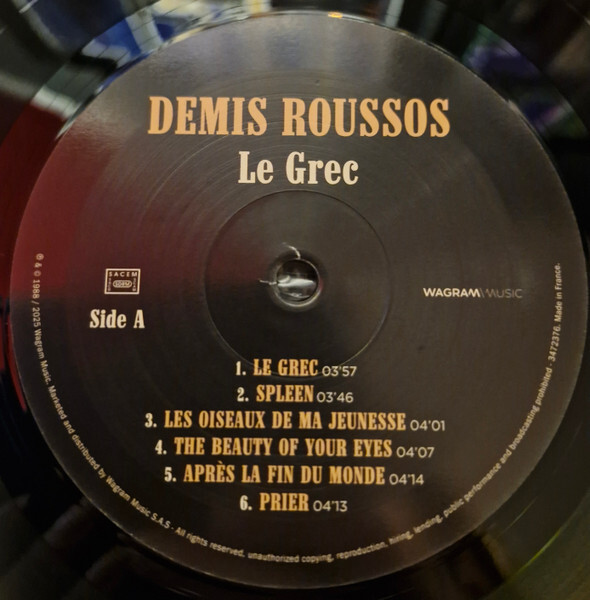 DEMIS ROUSSOS
Le Grec
SACEM
WAGRAM MUSIC
Side A
1. LE GREC 03'57
2. SPLEEN 03'46
3. LES OISEAUX DE MA JEUNESSE 04'01
4. THE BEAUTY OF YOUR EYES 04'07
5. APRÈS LA FIN DU MONDE 04'14
6. PRIER 04'13
℗ & © 1988 / 2025 Wagram Music. Marketed and distributed by Wagram Music S.A.S - All rights reserved, unauthorized copying, reproduction, hiring, lending, public performance and broadcasting prohibited - 3472376. Made in France.